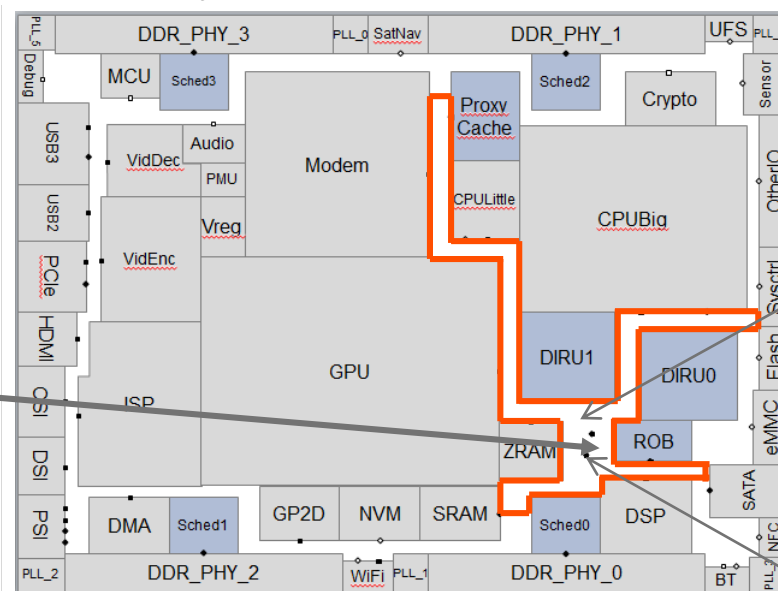 PLL_5
DDR_PHY_3
PLL_0
SatNav
DDR_PHY_1
UFS
PLL_
Debug
MCU
Sched3
Sched2
Sensor
Proxy
Cache
Crypto
USB3
Audio
VidDec
PMU
Modem
OtherIO
CPULittle
USB2
Vreg
CPUBig
PCIe
VidEnc
Sysctrl
HDMI
DIRU1
Flash
GPU
DIRU0
CSI
ISP
eMMC
ZRAM
ROB
DSI
SATA
PSI
DMA
Sched1
GP2D
NVM
SRAM
Sched0
DSP
NFC
PLL_2
DDR_PHY_2
WiFi
PLL_1
DDR_PHY_0
BT